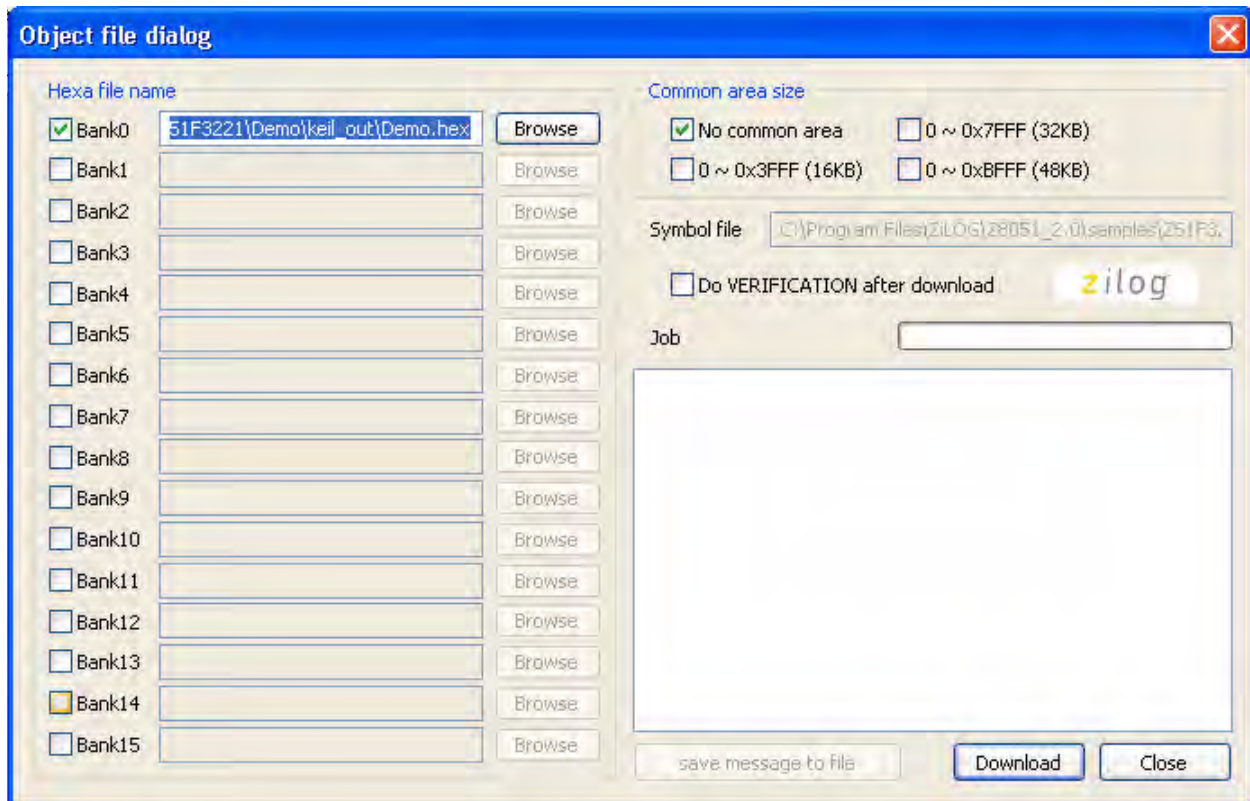 Object file dialog
Hexa file name
Bank0 51F3221\Demo\keil_out\Demo.hex Browse
Bank1 Browse
Bank2 Browse
Bank3 Browse
Bank4 Browse
Bank5 Browse
Bank6 Browse
Bank7 Browse
Bank8 Browse
Bank9 Browse
Bank10 Browse
Bank11 Browse
Bank12 Browse
Bank13 Browse
Bank14 Browse
Bank15 Browse
Common area size
No common area 0 ~ 0x7FFF (32KB)
0 ~ 0x3FFF (16KB) 0 ~ 0xBFFF (48KB)
Symbol file C:\Program Files\ZiLOG\Z8051_2.0\samples\Z51F3.
Do VERIFICATION after download zilog
Job
save message to file Download Close